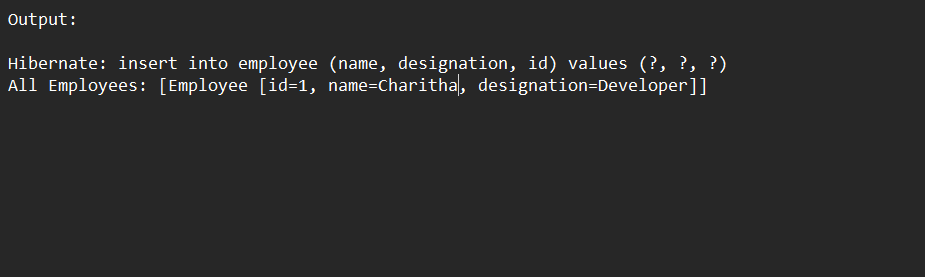 Output:
Hibernate: insert into employee (name, designation, id) values (?, ?, ?)
All Employees: [Employee [id=1, name=Charitha, designation=Developer]]